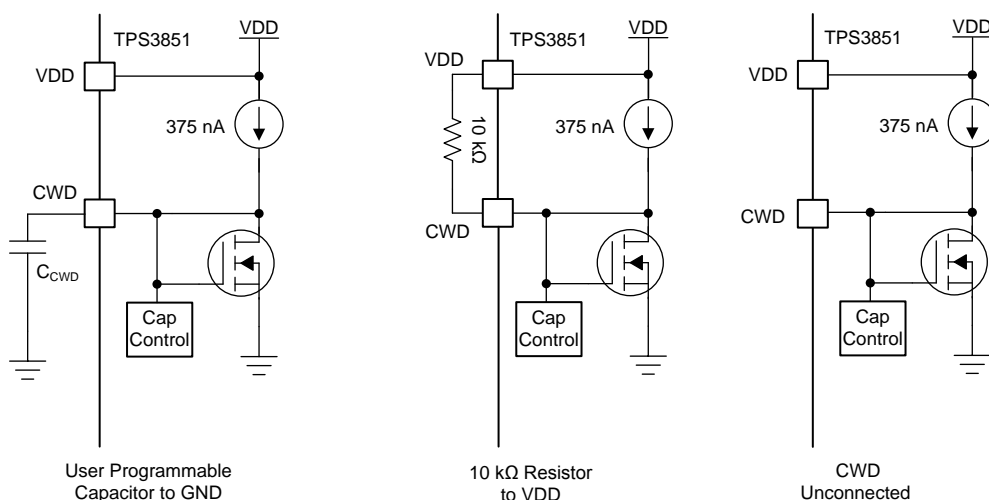 TPS3851
VDD
VDD
375 nA
CWD
C_CWD
Cap
Control
User Programmable
Capacitor to GND
TPS3851
VDD
VDD
10 kΩ
375 nA
CWD
Cap
Control
10 kΩ Resistor
to VDD
TPS3851
VDD
VDD
375 nA
CWD
Cap
Control
CWD
Unconnected